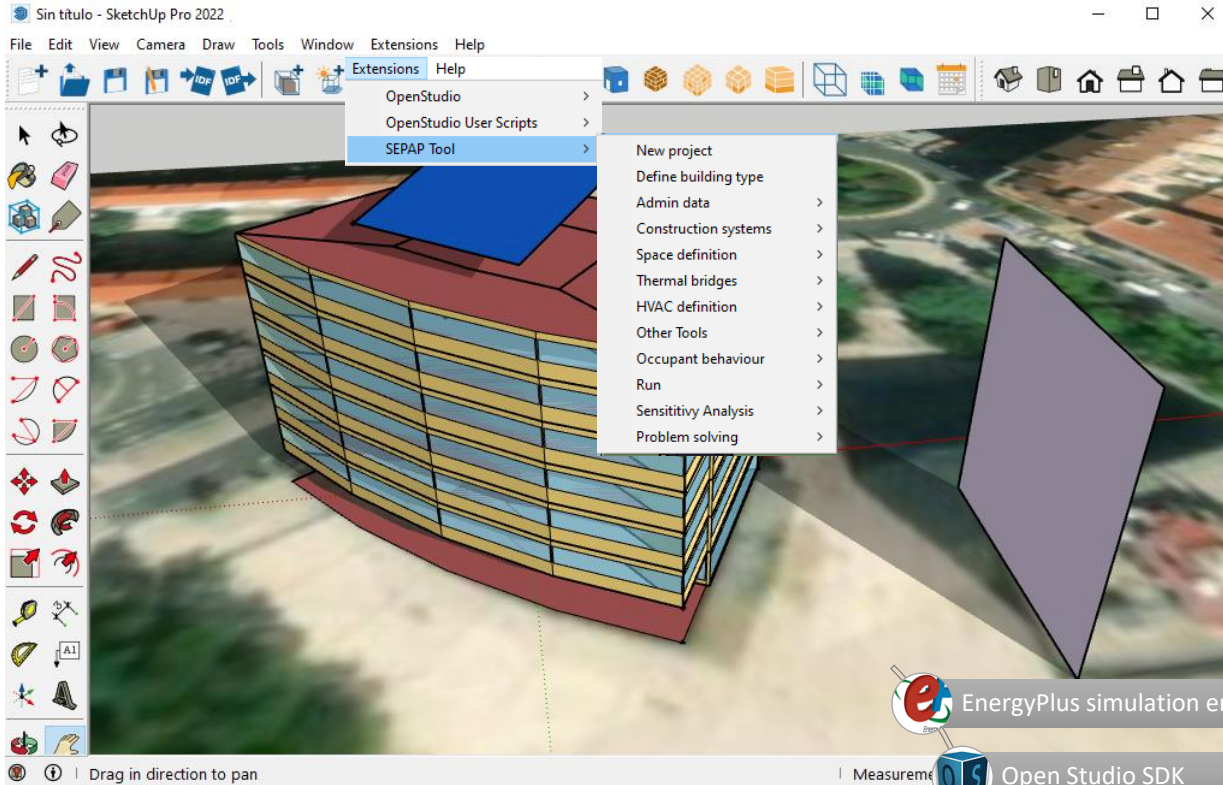 Sin título - SketchUp Pro 2022
File Edit View Camera Draw Tools Window Extensions Help
IDF IDF
Extensions Help
OpenStudio
OpenStudio User Scripts
SEPAP Tool
New project
Define building type
Admin data
Construction systems
Space definition
Thermal bridges
HVAC definition
Other Tools
Occupant behaviour
Run
Sensititivy Analysis
Problem solving
A1
EnergyPlus simulation e
Open Studio SDK
Drag in direction to pan
Measureme